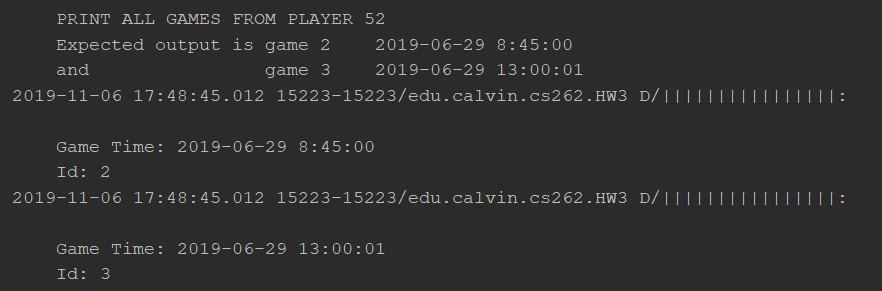 PRINT ALL GAMES FROM PLAYER 52
Expected output is game 2    2019-06-29 8:45:00
and                game 3    2019-06-29 13:00:01
2019-11-06 17:48:45.012 15223-15223/edu.calvin.cs262.HW3 D/||||||||||||||||:
Game Time: 2019-06-29 8:45:00
Id: 2
2019-11-06 17:48:45.012 15223-15223/edu.calvin.cs262.HW3 D/||||||||||||||||:
Game Time: 2019-06-29 13:00:01
Id: 3